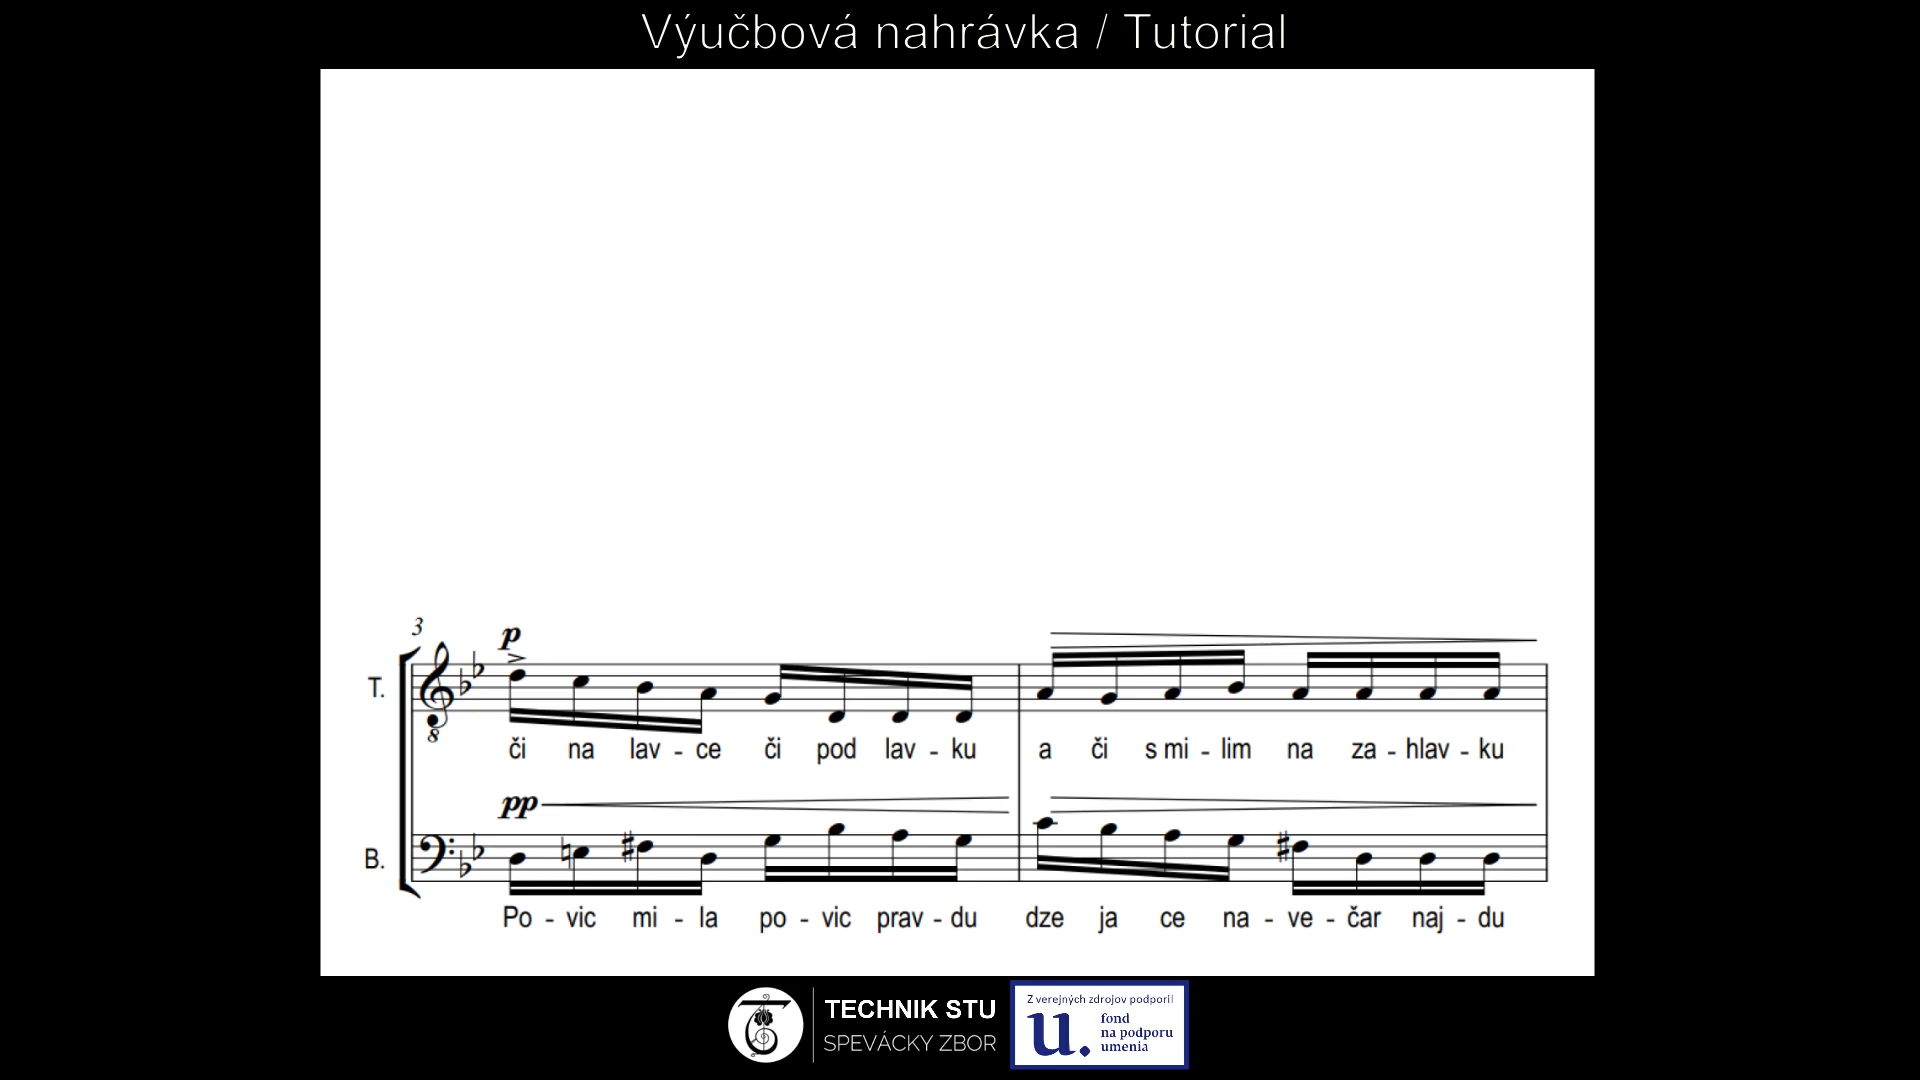 Výučbová nahrávka / Tutorial
3
p
T.
8
či na lav - ce či pod lav - ku a či s mi - lim na za - hlav - ku
pp
B.
Po - vic mi - la po - vic prav - du dze ja ce na - ve - čar naj - du
TECHNIK STU
SPEVÁCKY ZBOR
Z verejných zdrojov podporil
u. fond
na podporu
umenia